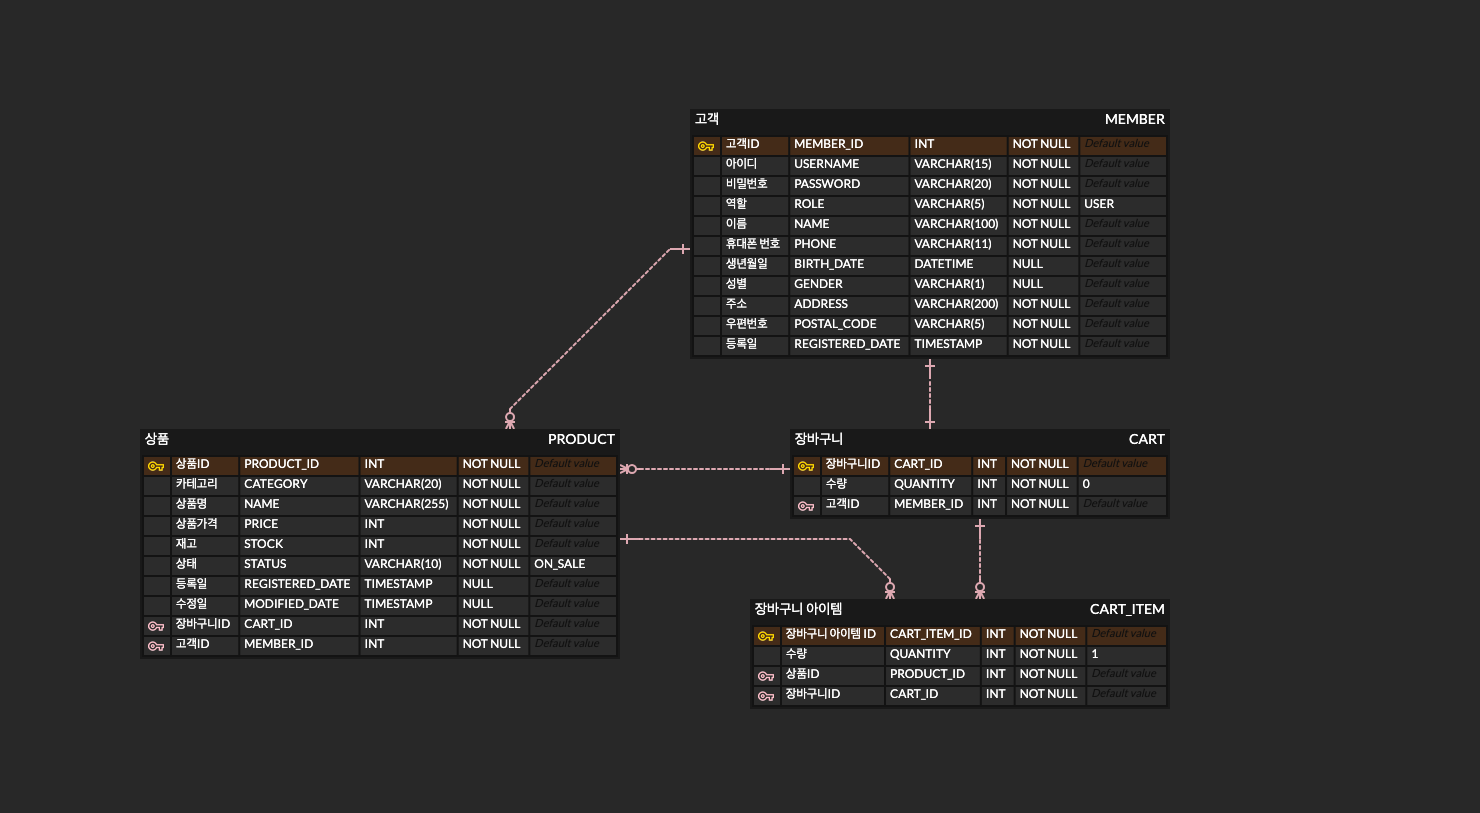 고객 MEMBER
고객ID MEMBER_ID INT NOT NULL Default value
아이디 USERNAME VARCHAR(15) NOT NULL Default value
비밀번호 PASSWORD VARCHAR(20) NOT NULL Default value
역할 ROLE VARCHAR(5) NOT NULL USER
이름 NAME VARCHAR(100) NOT NULL Default value
휴대폰 번호 PHONE VARCHAR(11) NOT NULL Default value
생년월일 BIRTH_DATE DATETIME NULL Default value
성별 GENDER VARCHAR(1) NULL Default value
주소 ADDRESS VARCHAR(200) NOT NULL Default value
우편번호 POSTAL_CODE VARCHAR(5) NOT NULL Default value
등록일 REGISTERED_DATE TIMESTAMP NOT NULL Default value
상품 PRODUCT
상품ID PRODUCT_ID INT NOT NULL Default value
카테고리 CATEGORY VARCHAR(20) NOT NULL Default value
상품명 NAME VARCHAR(255) NOT NULL Default value
상품가격 PRICE INT NOT NULL Default value
재고 STOCK INT NOT NULL Default value
상태 STATUS VARCHAR(10) NOT NULL ON_SALE
등록일 REGISTERED_DATE TIMESTAMP NULL Default value
수정일 MODIFIED_DATE TIMESTAMP NULL Default value
장바구니ID CART_ID INT NOT NULL Default value
고객ID MEMBER_ID INT NOT NULL Default value
장바구니 CART
장바구니ID CART_ID INT NOT NULL Default value
수량 QUANTITY INT NOT NULL 0
고객ID MEMBER_ID INT NOT NULL Default value
장바구니 아이템 CART_ITEM
장바구니 아이템 ID CART_ITEM_ID INT NOT NULL Default value
수량 QUANTITY INT NOT NULL 1
상품ID PRODUCT_ID INT NOT NULL Default value
장바구니ID CART_ID INT NOT NULL Default value